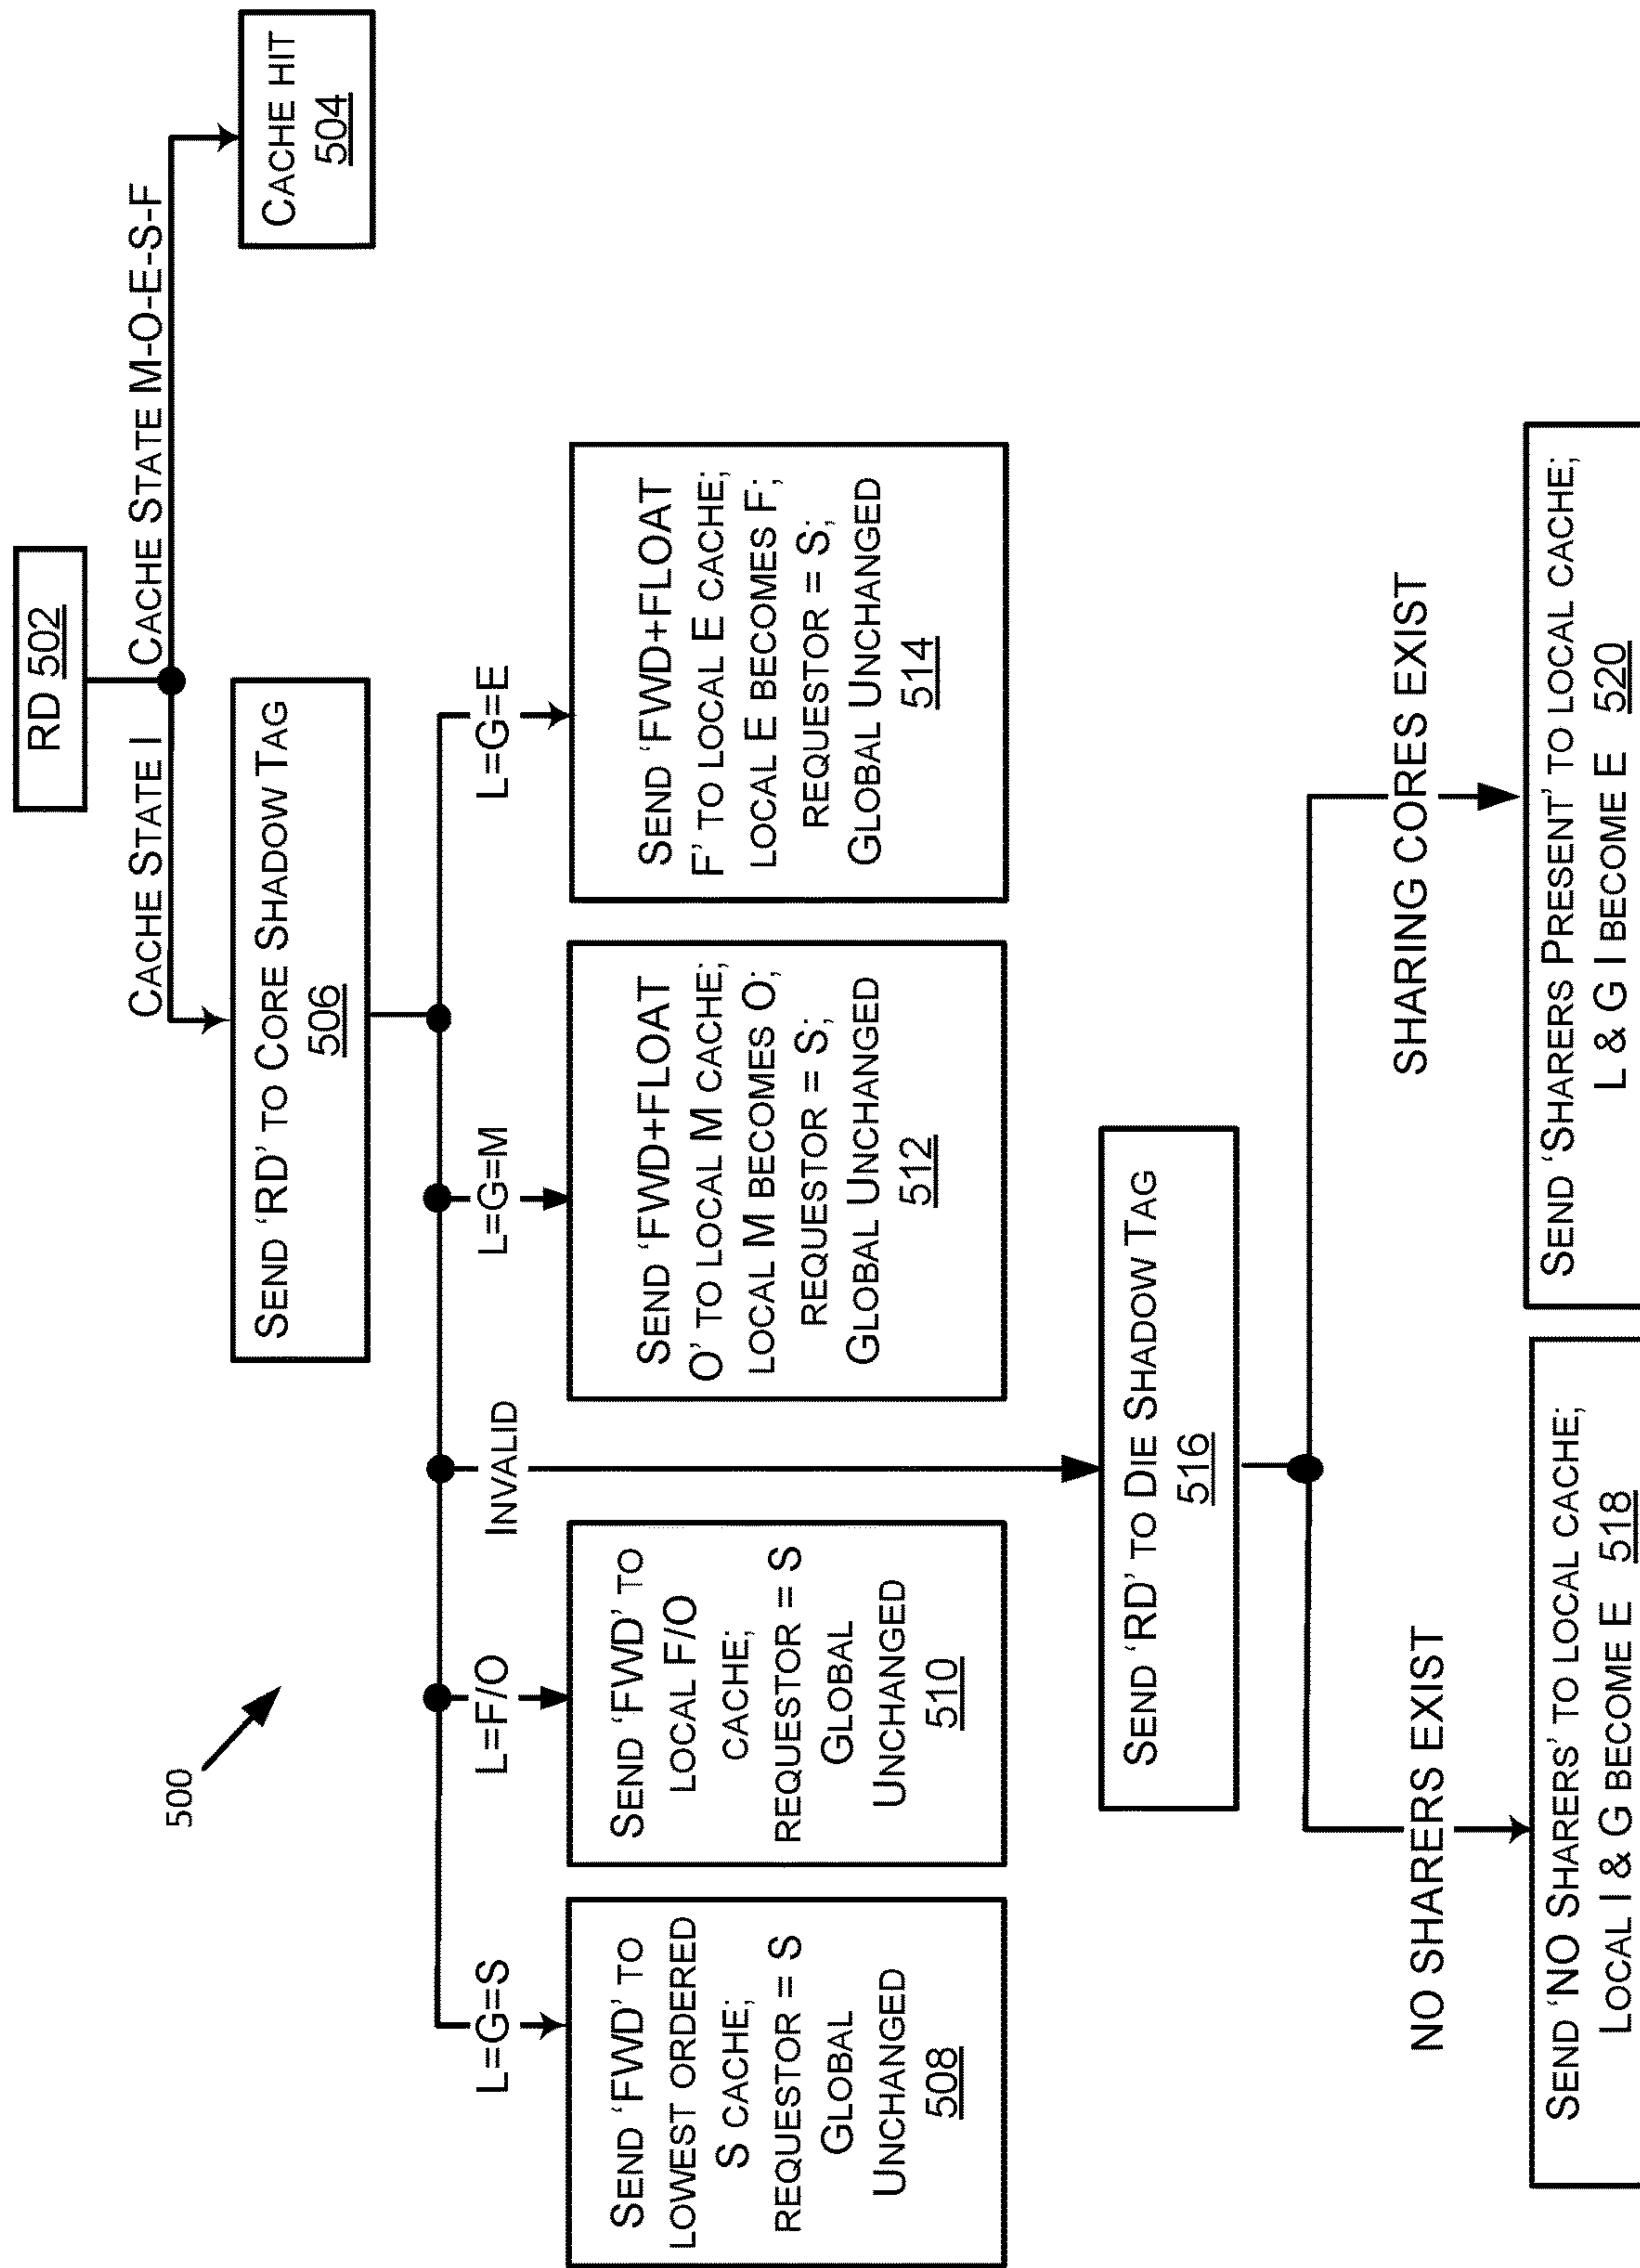 500
RD 502
CACHE STATE I
CACHE STATE M-O-E-S-F
CACHE HIT
504
SEND 'RD' TO CORE SHADOW TAG
506
L=G=S
L=F/O
INVALID
L=G=M
L=G=E
SEND 'FWD' TO
LOWEST ORDERED
S CACHE;
REQUESTOR = S
GLOBAL
UNCHANGED
508
SEND 'FWD' TO
LOCAL F/O
CACHE;
REQUESTOR = S
GLOBAL
UNCHANGED
510
SEND 'FWD+FLOAT
O' TO LOCAL M CACHE;
LOCAL M BECOMES O;
REQUESTOR = S;
GLOBAL UNCHANGED
512
SEND 'FWD+FLOAT
F' TO LOCAL E CACHE;
LOCAL E BECOMES F;
REQUESTOR = S;
GLOBAL UNCHANGED
514
SEND 'RD' TO DIE SHADOW TAG
516
NO SHARERS EXIST
SHARING CORES EXIST
SEND 'NO SHARERS' TO LOCAL CACHE;
LOCAL I & G BECOME E 518
SEND 'SHARERS PRESENT' TO LOCAL CACHE;
L & G I BECOME E 520